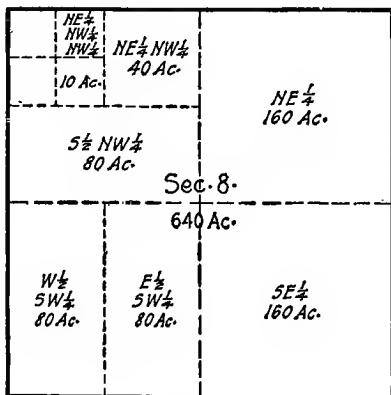 NE¼
NW¼
NW¼
10 Ac.
NE¼ NW¼
40 Ac.
NE ¼
160 Ac.
S½ NW¼
80 Ac.
Sec. 8.
640 Ac.
W½
SW¼
80 Ac.
E½
SW¼
80 Ac.
SE¼
160 Ac.